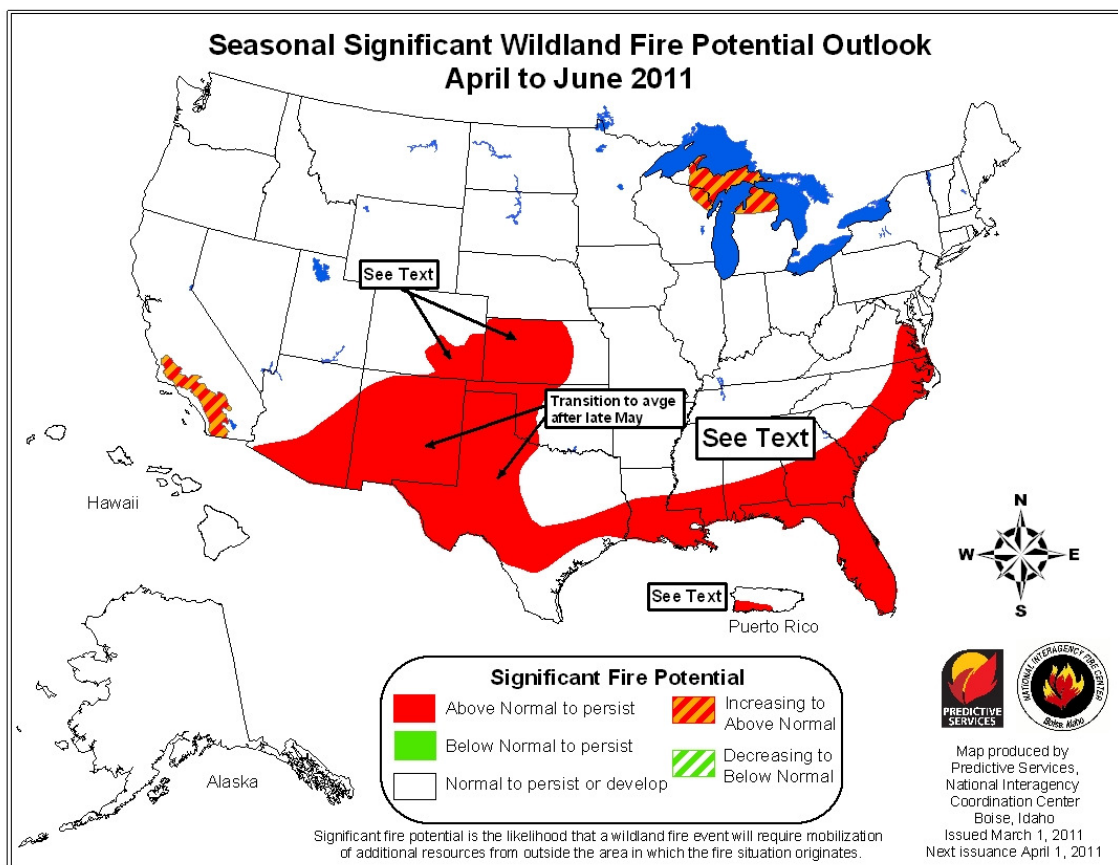 Seasonal Significant Wildland Fire Potential Outlook
April to June 2011
See Text
Transition to avge
after late May
See Text
Hawaii
N
W E
S
See Text
Puerto Rico
Alaska
Significant Fire Potential
Above Normal to persist
Below Normal to persist
Normal to persist or develop
Increasing to
Above Normal
Decreasing to
Below Normal
PREDICTIVE
SERVICES
NATIONAL INTERAGENCY FIRE CENTER
Boise, Idaho
Map produced by
Predictive Services,
National Interagency
Coordination Center
Boise, Idaho
Issued March 1, 2011
Next issuance April 1, 2011
Significant fire potential is the likelihood that a wildland fire event will require mobilization
of additional resources from outside the area in which the fire situation originates.